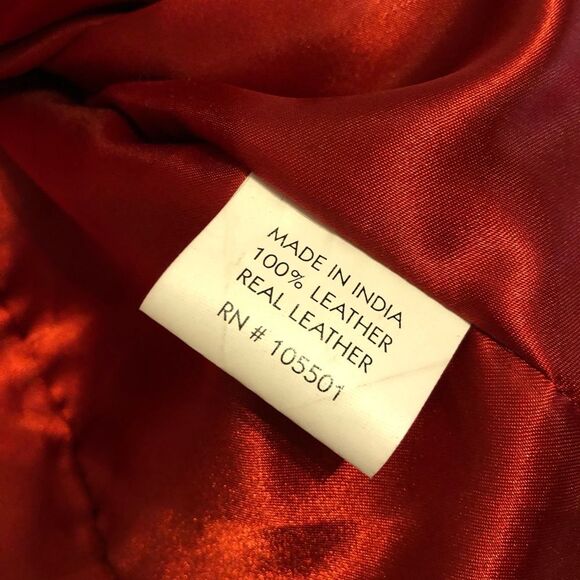 MADE IN INDIA
100% LEATHER
REAL LEATHER
RN # 105501